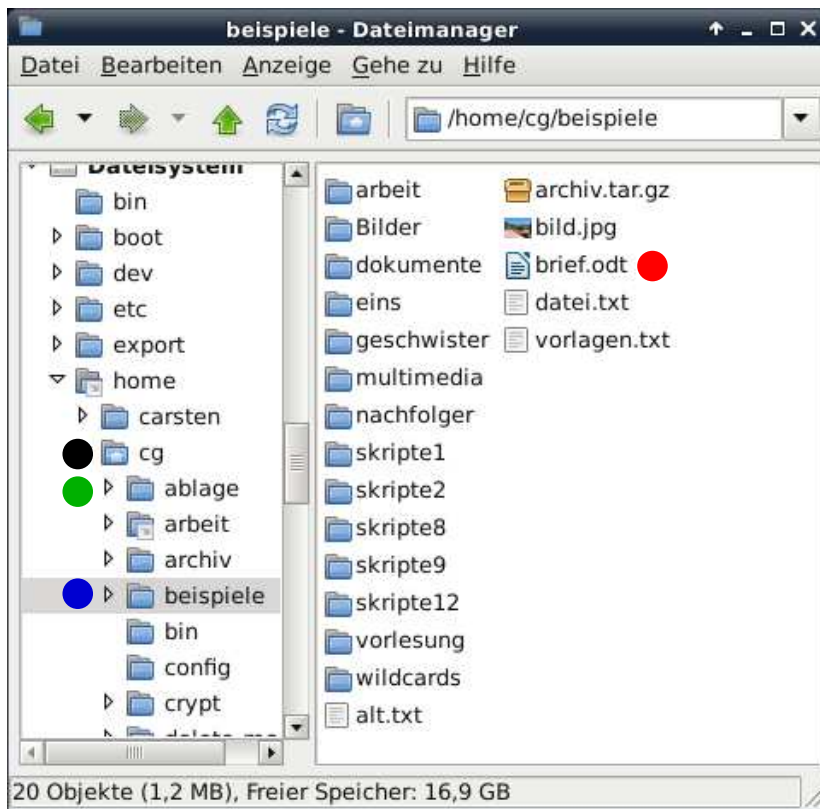 beispiele - Dateimanager
Datei Bearbeiten Anzeige Gehe zu Hilfe
/home/cg/beispiele
Dateisystem
bin
boot
dev
etc
export
home
carsten
cg
ablage
arbeit
archiv
beispiele
bin
config
crypt
arbeit
Bilder
dokumente
eins
geschwister
multimedia
nachfolger
skripte1
skripte2
skripte8
skripte9
skripte12
vorlesung
wildcards
alt.txt
archiv.tar.gz
bild.jpg
brief.odt
datei.txt
vorlagen.txt
20 Objekte (1,2 MB), Freier Speicher: 16,9 GB